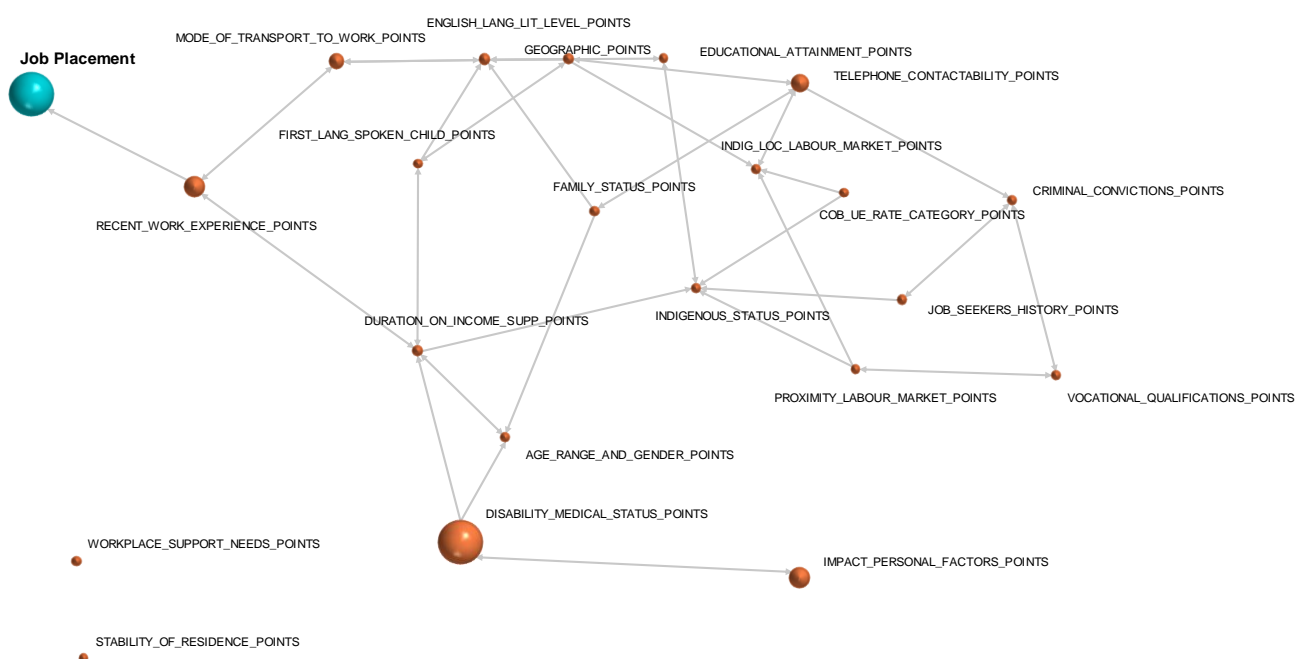 ENGLISH_LANG_LIT_LEVEL_POINTS
MODE_OF_TRANSPORT_TO_WORK_POINTS
GEOGRAPHIC_POINTS
EDUCATIONAL_ATTAINMENT_POINTS
Job Placement
TELEPHONE_CONTACTABILITY_POINTS
FIRST_LANG_SPOKEN_CHILD_POINTS
INDIG_LOC_LABOUR_MARKET_POINTS
FAMILY_STATUS_POINTS
CRIMINAL_CONVICTIONS_POINTS
COB_UE_RATE_CATEGORY_POINTS
RECENT_WORK_EXPERIENCE_POINTS
JOB_SEEKERS_HISTORY_POINTS
INDIGENOUS_STATUS_POINTS
DURATION_ON_INCOME_SUPP_POINTS
PROXIMITY_LABOUR_MARKET_POINTS
VOCATIONAL_QUALIFICATIONS_POINTS
AGE_RANGE_AND_GENDER_POINTS
DISABILITY_MEDICAL_STATUS_POINTS
WORKPLACE_SUPPORT_NEEDS_POINTS
IMPACT_PERSONAL_FACTORS_POINTS
STABILITY_OF_RESIDENCE_POINTS